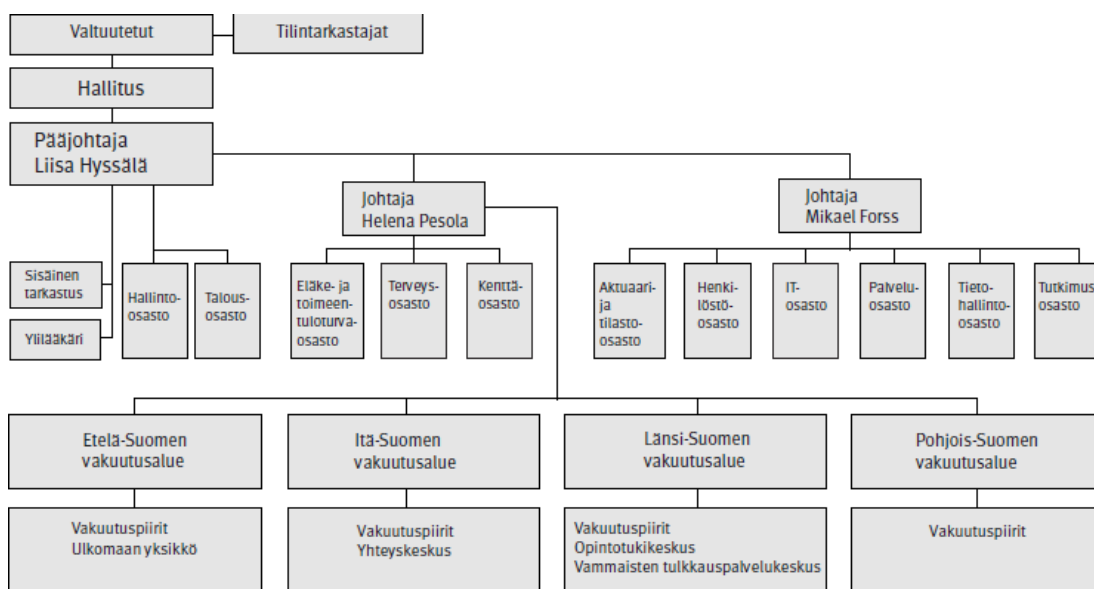 Valtuutetut
Tilintarkastajat
Hallitus
Pääjohtaja
Liisa Hyssälä
Johtaja
Helena Pesola
Johtaja
Mikael Forss
Sisäinen
tarkastus
Ylilääkäri
Hallinto-
osasto
Talous-
osasto
Eläke- ja
toimeen-
tuloturva-
osasto
Terveys-
osasto
Kenttä-
osasto
Aktuaari-
ja
tilasto-
osasto
Henki-
löstö-
osasto
IT-
osasto
Palvelu-
osasto
Tieto-
hallinto-
osasto
Tutkimus
osasto
Etelä-Suomen
vakuutusalue
Itä-Suomen
vakuutusalue
Länsi-Suomen
vakuutusalue
Pohjois-Suomen
vakuutusalue
Vakuutuspiirit
Ulkomaan yksikkö
Vakuutuspiirit
Yhteyskeskus
Vakuutuspiirit
Opintotukikeskus
Vammaisten tulkkauspalvelukeskus
Vakuutuspiirit